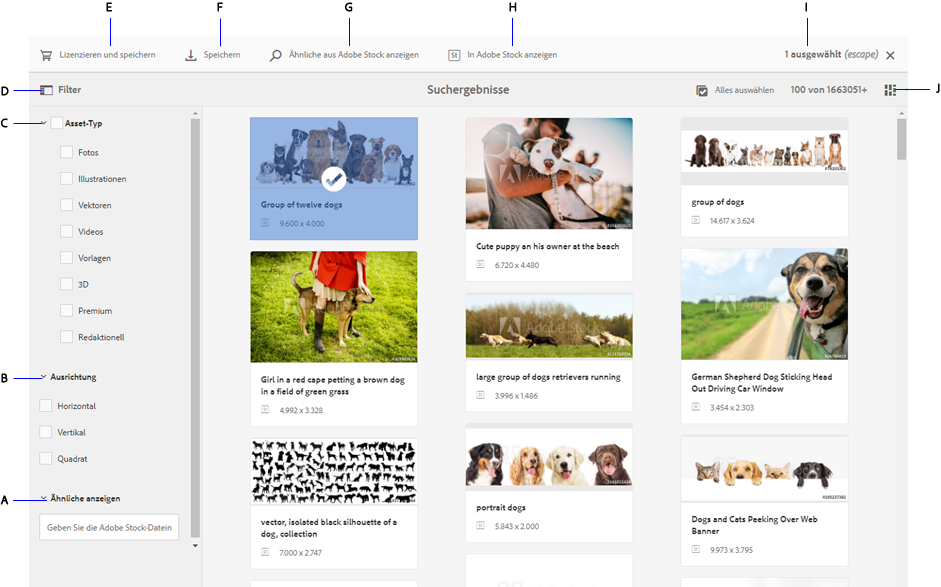 E
F
G
H
I
Lizenzieren und speichern
Speichern
Ähnliche aus Adobe Stock anzeigen
St In Adobe Stock anzeigen
1 ausgewählt (escape)
D
Filter
Suchergebnisse
Alles auswählen
100 von 1663051+
J
C
Asset-Typ
Fotos
Illustrationen
Vektoren
Videos
Vorlagen
3D
Premium
Redaktionell
B
Ausrichtung
Horizontal
Vertikal
Quadrat
A
Ähnliche anzeigen
Geben Sie die Adobe Stock-Datein
Group of twelve dogs
9.600 x 4.000
Girl in a red cape petting a brown dog
in a field of green grass
4.992 x 3.328
vector, isolated black silhouette of a
dog, collection
7.000 x 2.747
Cute puppy an his owner at the beach
6.720 x 4.480
Adobe Stock
large group of dogs retrievers running
3.996 x 1.486
portrait dogs
5.843 x 2.000
group of dogs
14.617 x 3.624
German Shepherd Dog Sticking Head
Out Driving Car Window
3.454 x 2.303
Dogs and Cats Peeking Over Web
Banner
9.973 x 3.795